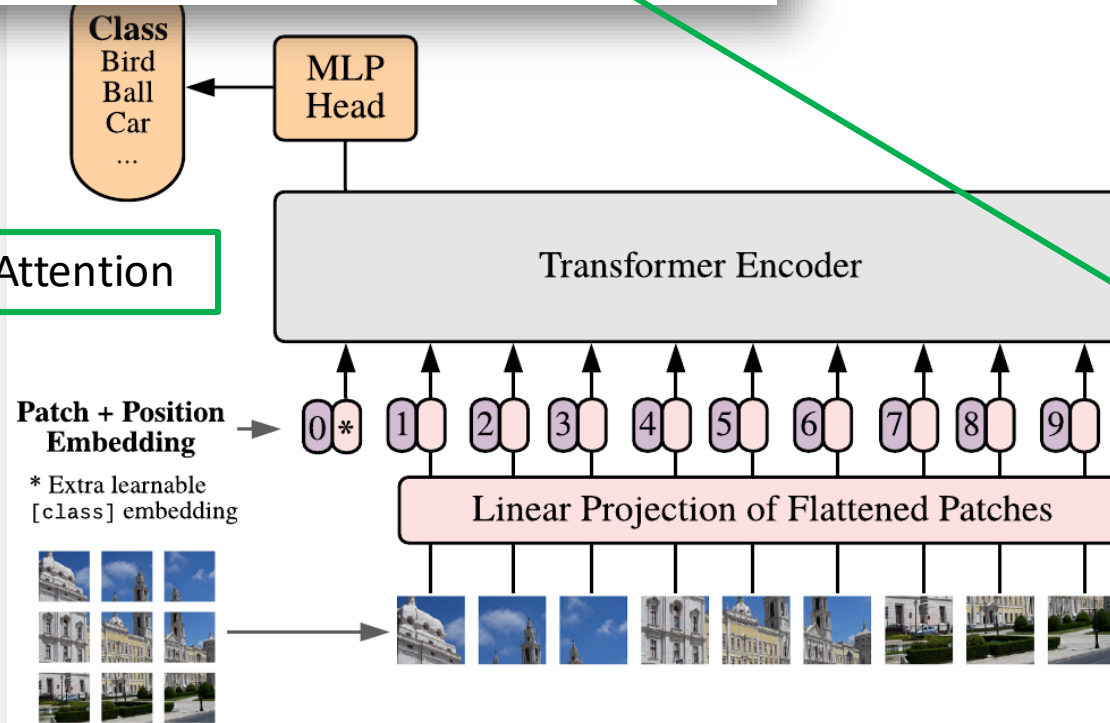 Class
Bird
Ball
Car
...
MLP
Head
Transformer Encoder
Attention
Patch + Position
Embedding
0 * 1 2 3 4 5 6 7 8 9
* Extra learnable
[class] embedding
Linear Projection of Flattened Patches